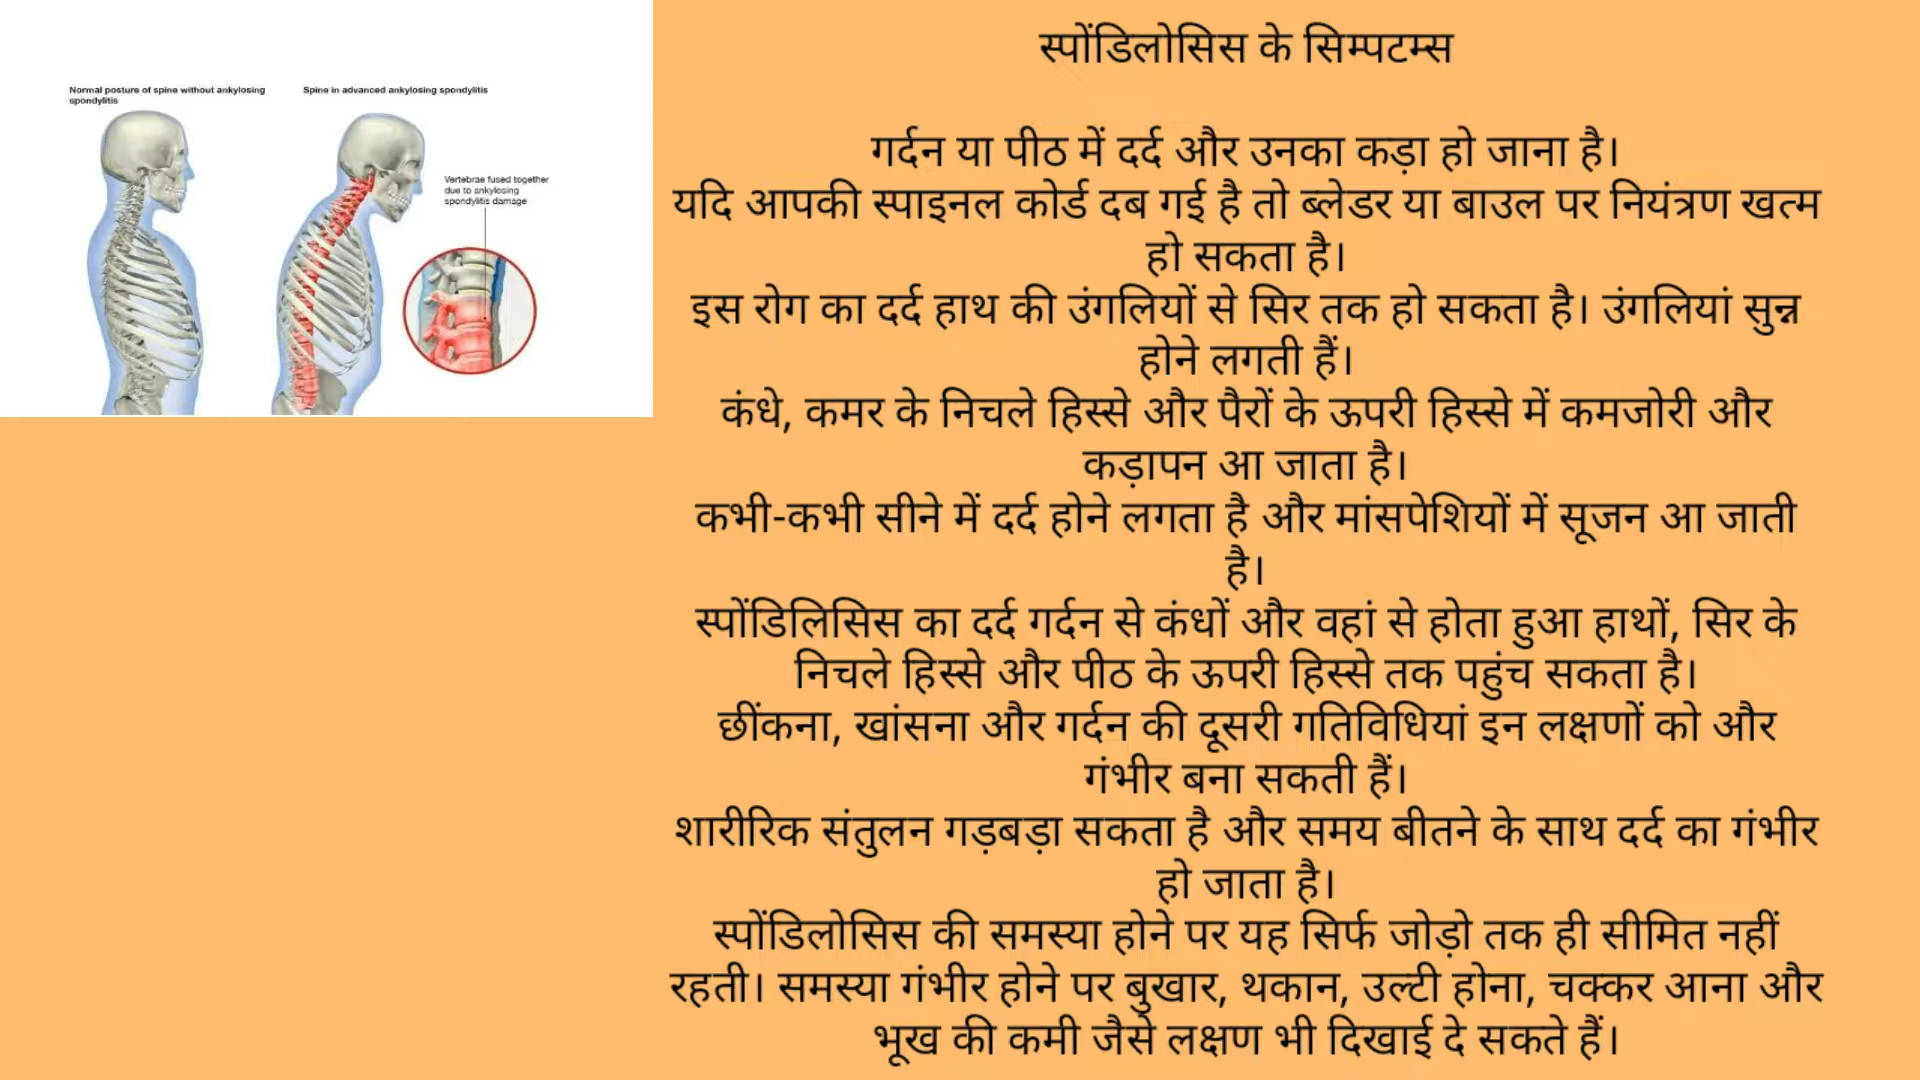 Normal posture of spine without ankylosing
spondylitis
Spine in advanced ankylosing spondylitis
Vertebrae fused together
due to ankylosing
spondylitis damage
स्पोंडिलोसिस के सिम्पटम्स
गर्दन या पीठ में दर्द और उनका कड़ा हो जाना है।
यदि आपकी स्पाइनल कोर्ड दब गई है तो ब्लेडर या बाउल पर नियंत्रण खत्म
हो सकता है।
इस रोग का दर्द हाथ की उंगलियों से सिर तक हो सकता है। उंगलियां सुन्न
होने लगती हैं।
कंधे, कमर के निचले हिस्से और पैरों के ऊपरी हिस्से में कमजोरी और
कड़ापन आ जाता है।
कभी-कभी सीने में दर्द होने लगता है और मांसपेशियों में सूजन आ जाती
है।
स्पोंडिलिसिस का दर्द गर्दन से कंधों और वहां से होता हुआ हाथों, सिर के
निचले हिस्से और पीठ के ऊपरी हिस्से तक पहुंच सकता है।
छींकना, खांसना और गर्दन की दूसरी गतिविधियां इन लक्षणों को और
गंभीर बना सकती हैं।
शारीरिक संतुलन गड़बड़ा सकता है और समय बीतने के साथ दर्द का गंभीर
हो जाता है।
स्पोंडिलोसिस की समस्या होने पर यह सिर्फ जोड़ो तक ही सीमित नहीं
रहती। समस्या गंभीर होने पर बुखार, थकान, उल्टी होना, चक्कर आना और
भूख की कमी जैसे लक्षण भी दिखाई दे सकते हैं।